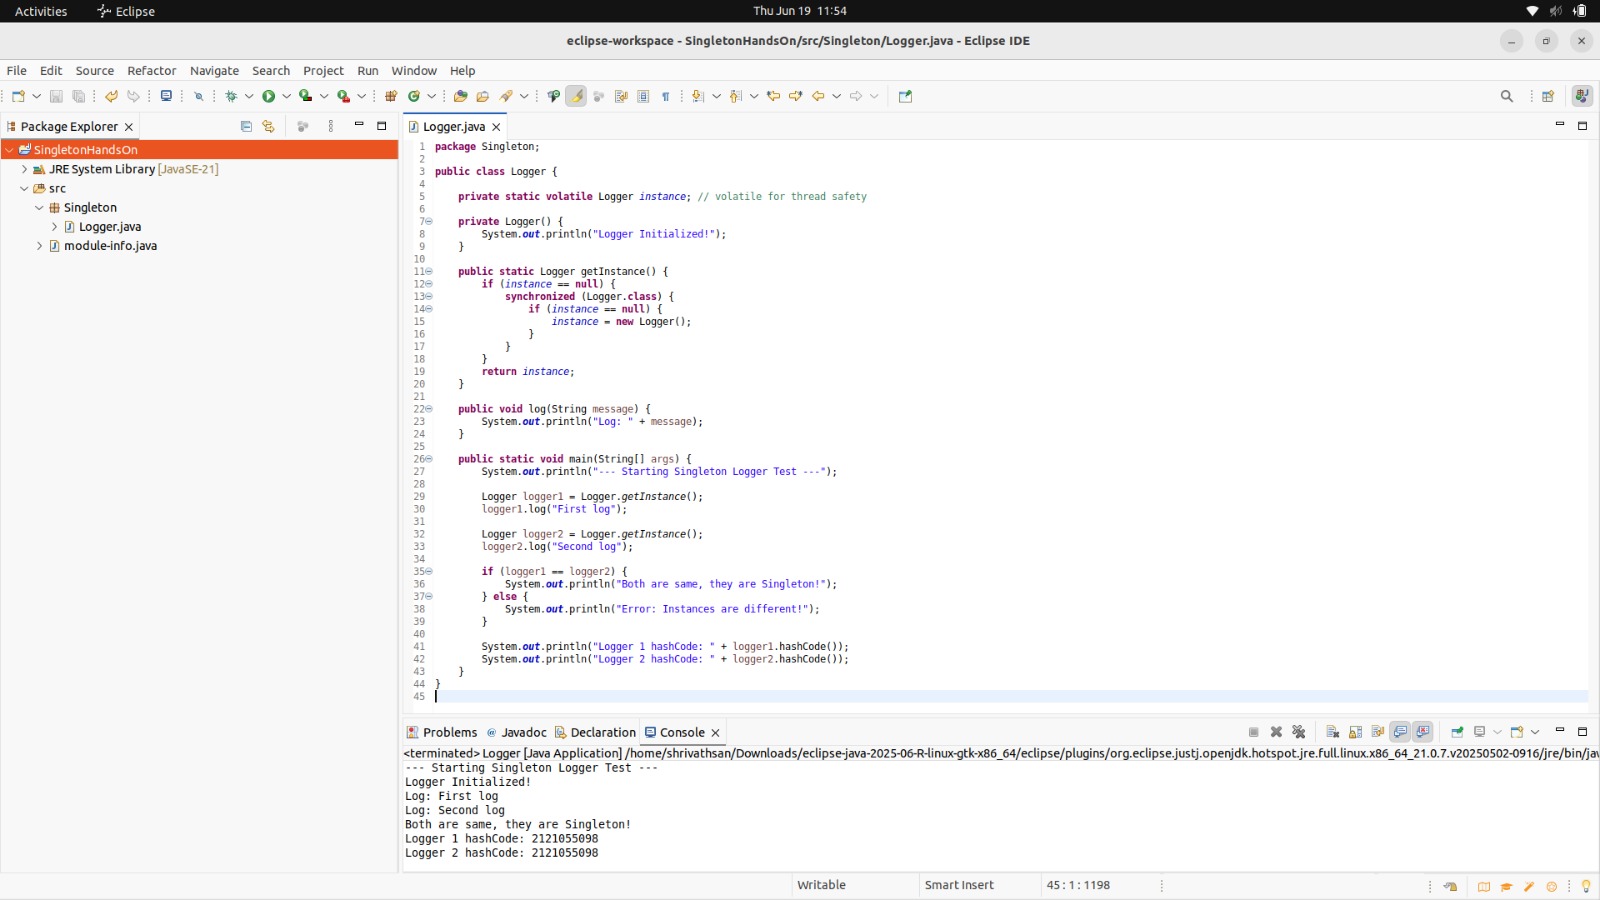 Activities Eclipse Thu Jun 19 11:54
eclipse-workspace - SingletonHandsOn/src/Singleton/Logger.java - Eclipse IDE
File Edit Source Refactor Navigate Search Project Run Window Help
Package Explorer
SingletonHandsOn
JRE System Library [JavaSE-21]
src
Singleton
Logger.java
module-info.java
Logger.java
1 package Singleton;
2
3 public class Logger {
4
5     private static volatile Logger instance; // volatile for thread safety
6
7     private Logger() {
8         System.out.println("Logger Initialized!");
9     }
10
11     public static Logger getInstance() {
12         if (instance == null) {
13             synchronized (Logger.class) {
14                 if (instance == null) {
15                     instance = new Logger();
16                 }
17             }
18         }
19         return instance;
20     }
21
22     public void log(String message) {
23         System.out.println("Log: " + message);
24     }
25
26     public static void main(String[] args) {
27         System.out.println("--- Starting Singleton Logger Test ---");
28
29         Logger logger1 = Logger.getInstance();
30         logger1.log("First log");
31
32         Logger logger2 = Logger.getInstance();
33         logger2.log("Second log");
34
35         if (logger1 == logger2) {
36             System.out.println("Both are same, they are Singleton!");
37         } else {
38             System.out.println("Error: Instances are different!");
39         }
40
41         System.out.println("Logger 1 hashCode: " + logger1.hashCode());
42         System.out.println("Logger 2 hashCode: " + logger2.hashCode());
43     }
44 }
45
Problems @ Javadoc Declaration Console
<terminated> Logger [Java Application] /home/shrivathsan/Downloads/eclipse-java-2025-06-R-linux-gtk-x86_64/eclipse/plugins/org.eclipse.justj.openjdk.hotspot.jre.full.linux.x86_64_21.0.7.v20250502-0916/jre/bin/jav
--- Starting Singleton Logger Test ---
Logger Initialized!
Log: First log
Log: Second log
Both are same, they are Singleton!
Logger 1 hashCode: 2121055098
Logger 2 hashCode: 2121055098
Writable Smart Insert 45 : 1 : 1198